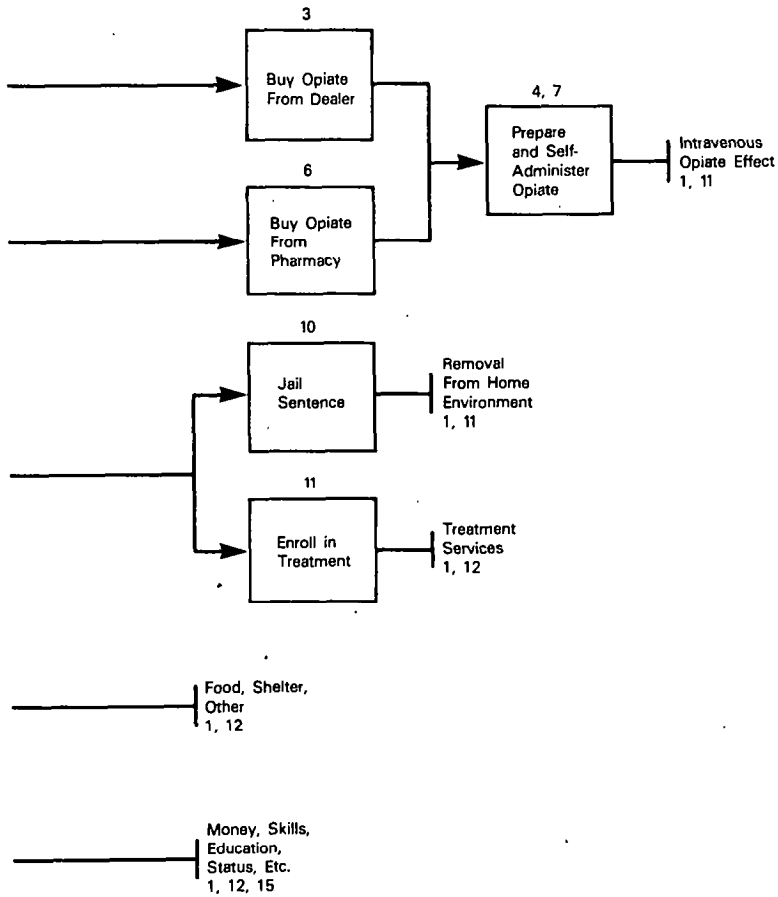 3
Buy Opiate
From Dealer
4, 7
Prepare
and Self-
Administer
Opiate
Intravenous
Opiate Effect
1, 11
6
Buy Opiate
From
Pharmacy
10
Jail
Sentence
Removal
From Home
Environment
1, 11
11
Enroll in
Treatment
Treatment
Services
1, 12
Food, Shelter,
Other
1, 12
Money, Skills,
Education,
Status, Etc.
1, 12, 15